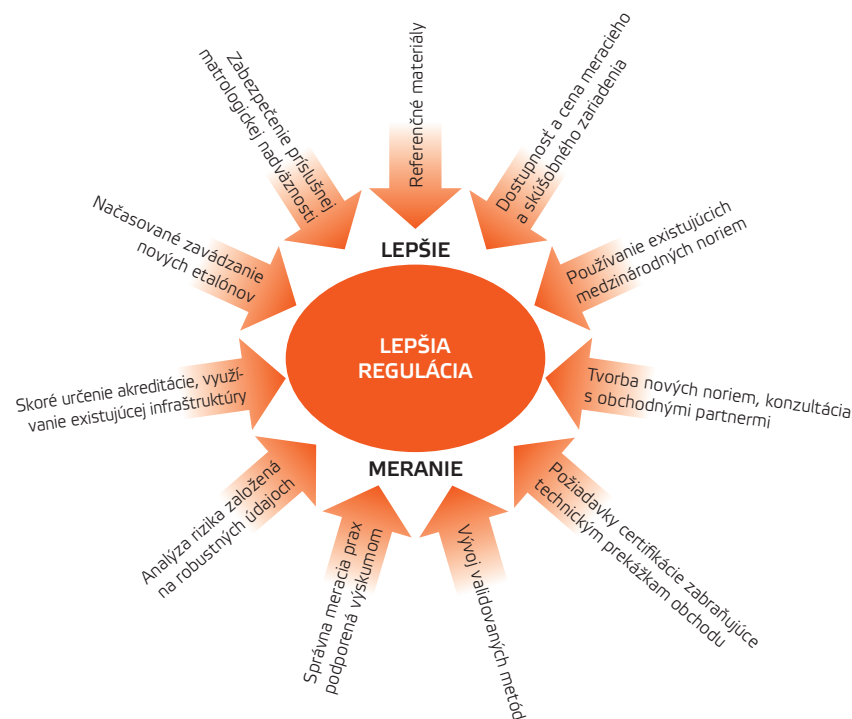 Referenčné materiály
Dostupnosť a cena meracieho
a skúšobného zariadenia
Používanie existujúcich
medzinárodných noriem
Tvorba nových noriem, konzultácia
s obchodnými partnermi
Požiadavky certifikácie zabraňujúce
technickým prekážkam obchodu
Vývoj validovaných metód
Správna meracia prax
podporená výskumom
Analýza rizika založená
na robustných údajoch
Skoré určenie akreditácie, využí-
vanie existujúcej infraštruktúry
Načasované zavádzanie
nových etalónov
Zabezpečenie príslušnej
matrologickej nadväznosti
LEPŠIE
LEPŠIA
REGULÁCIA
MERANIE